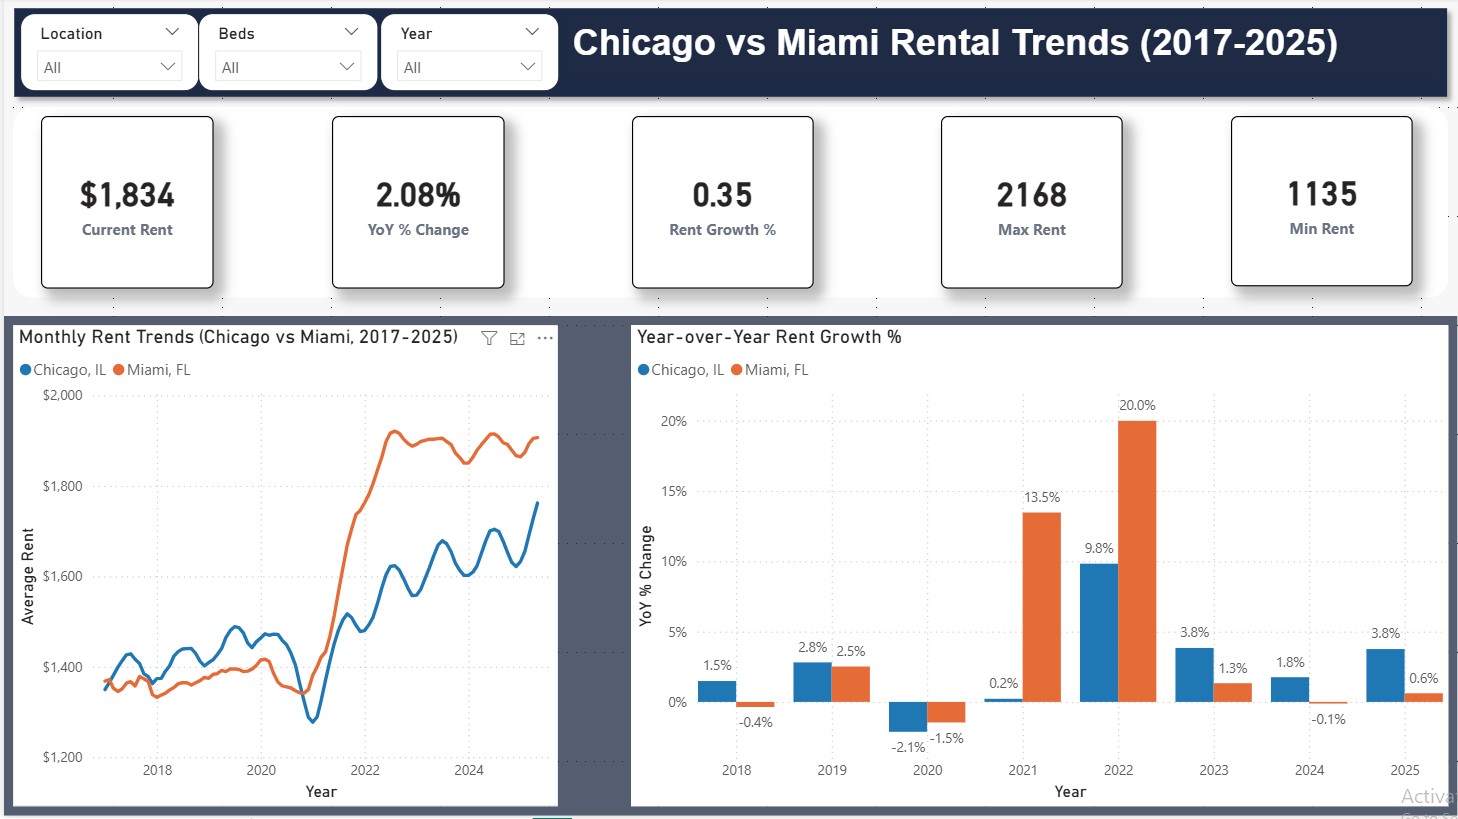 Location
Beds
Year
All
All
All
Chicago vs Miami Rental Trends (2017-2025)
$1,834
Current Rent
2.08%
YoY % Change
0.35
Rent Growth %
2168
Max Rent
1135
Min Rent
Monthly Rent Trends (Chicago vs Miami, 2017-2025)
Chicago, IL Miami, FL
$2,000
$1,800
$1,600
$1,400
$1,200
Average Rent
2018 2020 2022 2024
Year
Year-over-Year Rent Growth %
Chicago, IL Miami, FL
20%
15%
10%
5%
0%
YoY % Change
1.5%
-0.4%
2.8%
2.5%
-2.1%
-1.5%
0.2%
13.5%
9.8%
20.0%
3.8%
1.3%
1.8%
-0.1%
3.8%
0.6%
2018 2019 2020 2021 2022 2023 2024 2025
Year
Activa